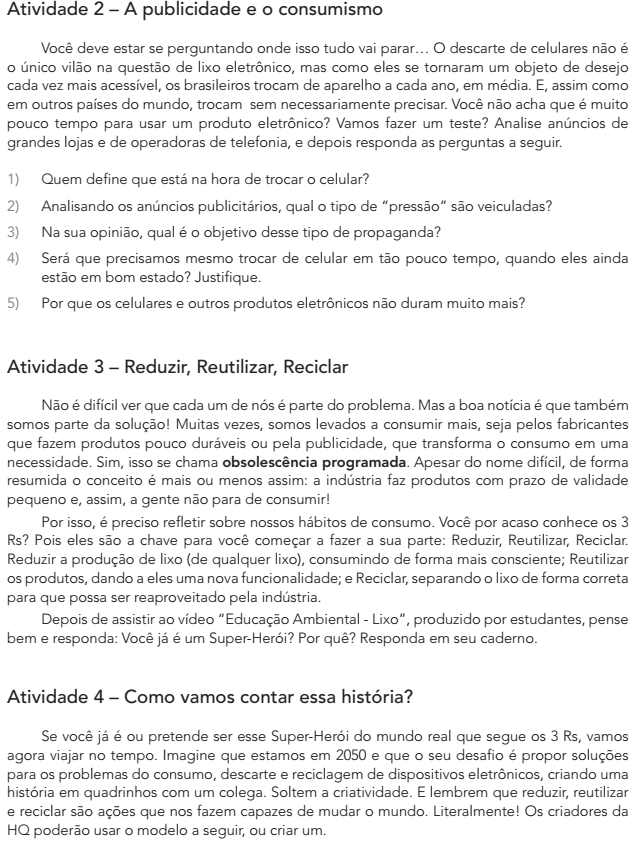 Atividade 2 – A publicidade e o consumismo
Você deve estar se perguntando onde isso tudo vai parar… O descarte de celulares não é
o único vilão na questão de lixo eletrônico, mas como eles se tornaram um objeto de desejo
cada vez mais acessível, os brasileiros trocam de aparelho a cada ano, em média. E, assim como
em outros países do mundo, trocam sem necessariamente precisar. Você não acha que é muito
pouco tempo para usar um produto eletrônico? Vamos fazer um teste? Analise anúncios de
grandes lojas e de operadoras de telefonia, e depois responda as perguntas a seguir.
1) Quem define que está na hora de trocar o celular?
2) Analisando os anúncios publicitários, qual o tipo de “pressão” são veiculadas?
3) Na sua opinião, qual é o objetivo desse tipo de propaganda?
4) Será que precisamos mesmo trocar de celular em tão pouco tempo, quando eles ainda
estão em bom estado? Justifique.
5) Por que os celulares e outros produtos eletrônicos não duram muito mais?
Atividade 3 – Reduzir, Reutilizar, Reciclar
Não é difícil ver que cada um de nós é parte do problema. Mas a boa notícia é que também
somos parte da solução! Muitas vezes, somos levados a consumir mais, seja pelos fabricantes
que fazem produtos pouco duráveis ou pela publicidade, que transforma o consumo em uma
necessidade. Sim, isso se chama obsolescência programada. Apesar do nome difícil, de forma
resumida o conceito é mais ou menos assim: a indústria faz produtos com prazo de validade
pequeno e, assim, a gente não para de consumir!
Por isso, é preciso refletir sobre nossos hábitos de consumo. Você por acaso conhece os 3
Rs? Pois eles são a chave para você começar a fazer a sua parte: Reduzir, Reutilizar, Reciclar.
Reduzir a produção de lixo (de qualquer lixo), consumindo de forma mais consciente; Reutilizar
os produtos, dando a eles uma nova funcionalidade; e Reciclar, separando o lixo de forma correta
para que possa ser reaproveitado pela indústria.
Depois de assistir ao vídeo “Educação Ambiental - Lixo”, produzido por estudantes, pense
bem e responda: Você já é um Super-Herói? Por quê? Responda em seu caderno.
Atividade 4 – Como vamos contar essa história?
Se você já é ou pretende ser esse Super-Herói do mundo real que segue os 3 Rs, vamos
agora viajar no tempo. Imagine que estamos em 2050 e que o seu desafio é propor soluções
para os problemas do consumo, descarte e reciclagem de dispositivos eletrônicos, criando uma
história em quadrinhos com um colega. Soltem a criatividade. E lembrem que reduzir, reutilizar
e reciclar são ações que nos fazem capazes de mudar o mundo. Literalmente! Os criadores da
HQ poderão usar o modelo a seguir, ou criar um.